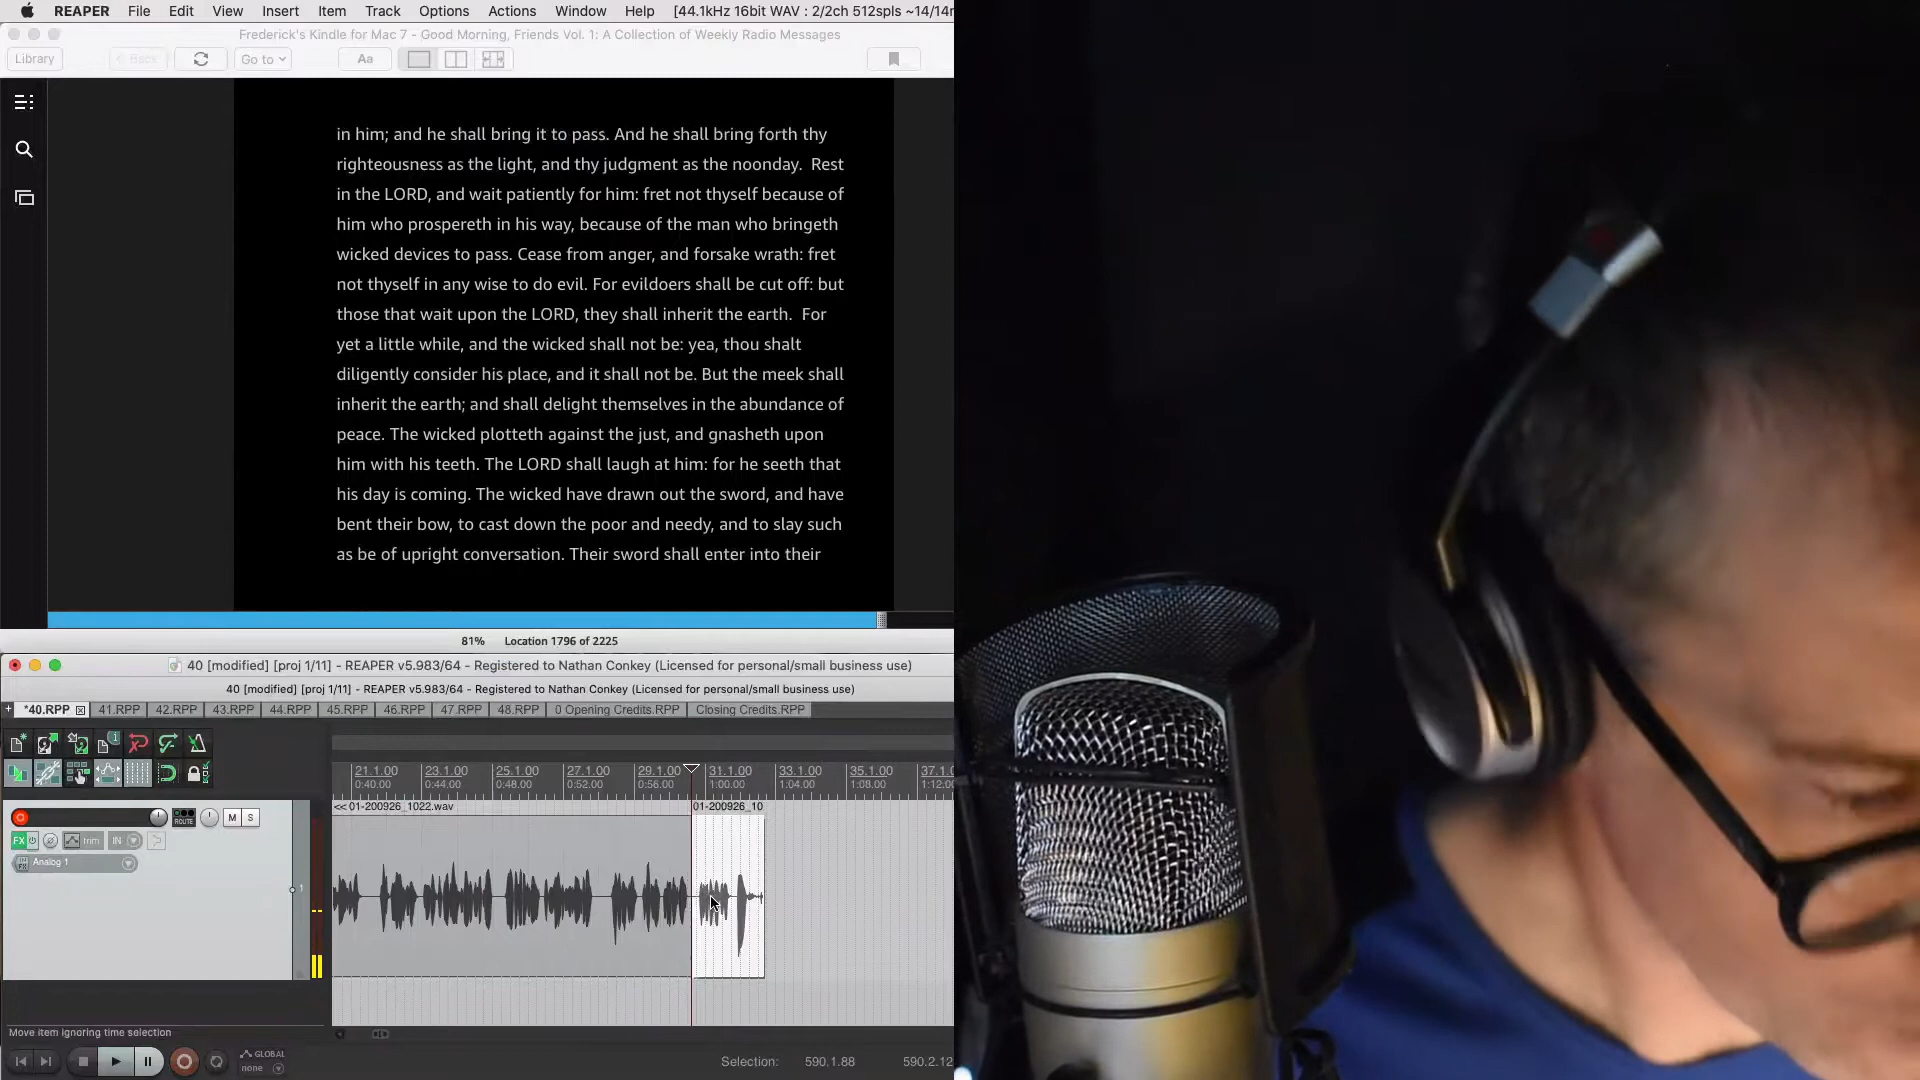 REAPER File Edit View Insert Item Track Options Actions Window Help [44.1kHz 16bit WAV : 2/2ch 512spls ~14/14m
Frederick's Kindle for Mac 7 - Good Morning, Friends Vol. 1: A Collection of Weekly Radio Messages
Library Back Go to Aa
in him; and he shall bring it to pass. And he shall bring forth thy
righteousness as the light, and thy judgment as the noonday. Rest
in the LORD, and wait patiently for him: fret not thyself because of
him who prospereth in his way, because of the man who bringeth
wicked devices to pass. Cease from anger, and forsake wrath: fret
not thyself in any wise to do evil. For evildoers shall be cut off: but
those that wait upon the LORD, they shall inherit the earth. For
yet a little while, and the wicked shall not be: yea, thou shalt
diligently consider his place, and it shall not be. But the meek shall
inherit the earth; and shall delight themselves in the abundance of
peace. The wicked plotteth against the just, and gnasheth upon
him with his teeth. The LORD shall laugh at him: for he seeth that
his day is coming. The wicked have drawn out the sword, and have
bent their bow, to cast down the poor and needy, and to slay such
as be of upright conversation. Their sword shall enter into their
81% Location 1796 of 2225
40 [modified] [proj 1/11] - REAPER v5.983/64 - Registered to Nathan Conkey (Licensed for personal/small business use)
40 [modified] [proj 1/11] - REAPER v5.983/64 - Registered to Nathan Conkey (Licensed for personal/small business use)
+ *40.RPP 41.RPP 42.RPP 43.RPP 44.RPP 45.RPP 46.RPP 47.RPP 48.RPP 0 Opening Credits.RPP Closing Credits.RPP
21.1.00 23.1.00 25.1.00 27.1.00 29.1.00 31.1.00 33.1.00 35.1.00 37.1.0
0:40.00 0:44.00 0:48.00 0:52.00 0:56.00 1:00.00 1:04.00 1:08.00 1:12.0
<< 01-200926_1022.wav 01-200926_10
ROUTE M S
FX trim IN
Analog 1
1
Move item ignoring time selection
GLOBAL
none
Selection: 590.1.88 590.2.12